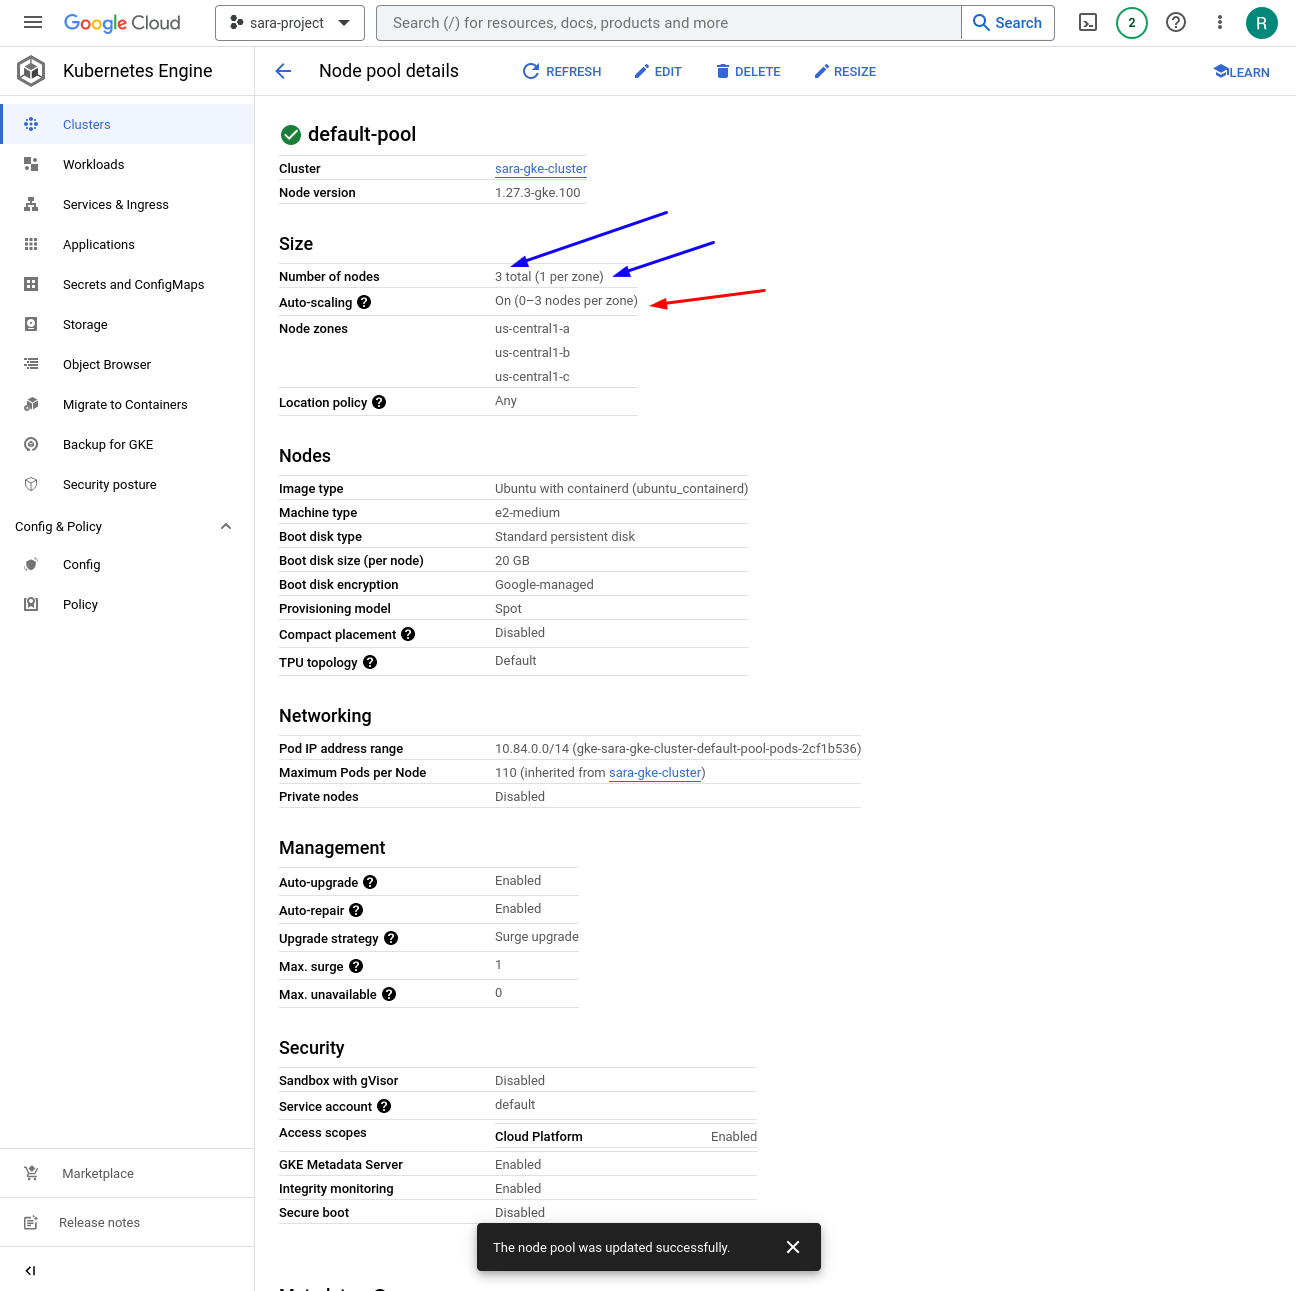 Google Cloud
sara-project
Search (/) for resources, docs, products and more
Search
2
R
Kubernetes Engine
Node pool details
REFRESH
EDIT
DELETE
RESIZE
LEARN
Clusters
Workloads
Services & Ingress
Applications
Secrets and ConfigMaps
Storage
Object Browser
Migrate to Containers
Backup for GKE
Security posture
Config & Policy
Config
Policy
Marketplace
Release notes
default-pool
Cluster sara-gke-cluster
Node version 1.27.3-gke.100
Size
Number of nodes 3 total (1 per zone)
Auto-scaling On (0–3 nodes per zone)
Node zones us-central1-a
us-central1-b
us-central1-c
Location policy Any
Nodes
Image type Ubuntu with containerd (ubuntu_containerd)
Machine type e2-medium
Boot disk type Standard persistent disk
Boot disk size (per node) 20 GB
Boot disk encryption Google-managed
Provisioning model Spot
Compact placement Disabled
TPU topology Default
Networking
Pod IP address range 10.84.0.0/14 (gke-sara-gke-cluster-default-pool-pods-2cf1b536)
Maximum Pods per Node 110 (inherited from sara-gke-cluster)
Private nodes Disabled
Management
Auto-upgrade Enabled
Auto-repair Enabled
Upgrade strategy Surge upgrade
Max. surge 1
Max. unavailable 0
Security
Sandbox with gVisor Disabled
Service account default
Access scopes Cloud Platform Enabled
GKE Metadata Server Enabled
Integrity monitoring Enabled
Secure boot Disabled
The node pool was updated successfully.